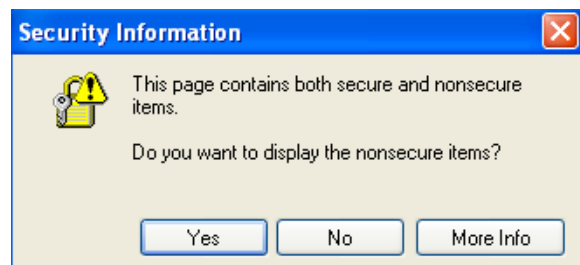 Security Information
This page contains both secure and nonsecure
items.
Do you want to display the nonsecure items?
Yes No More Info